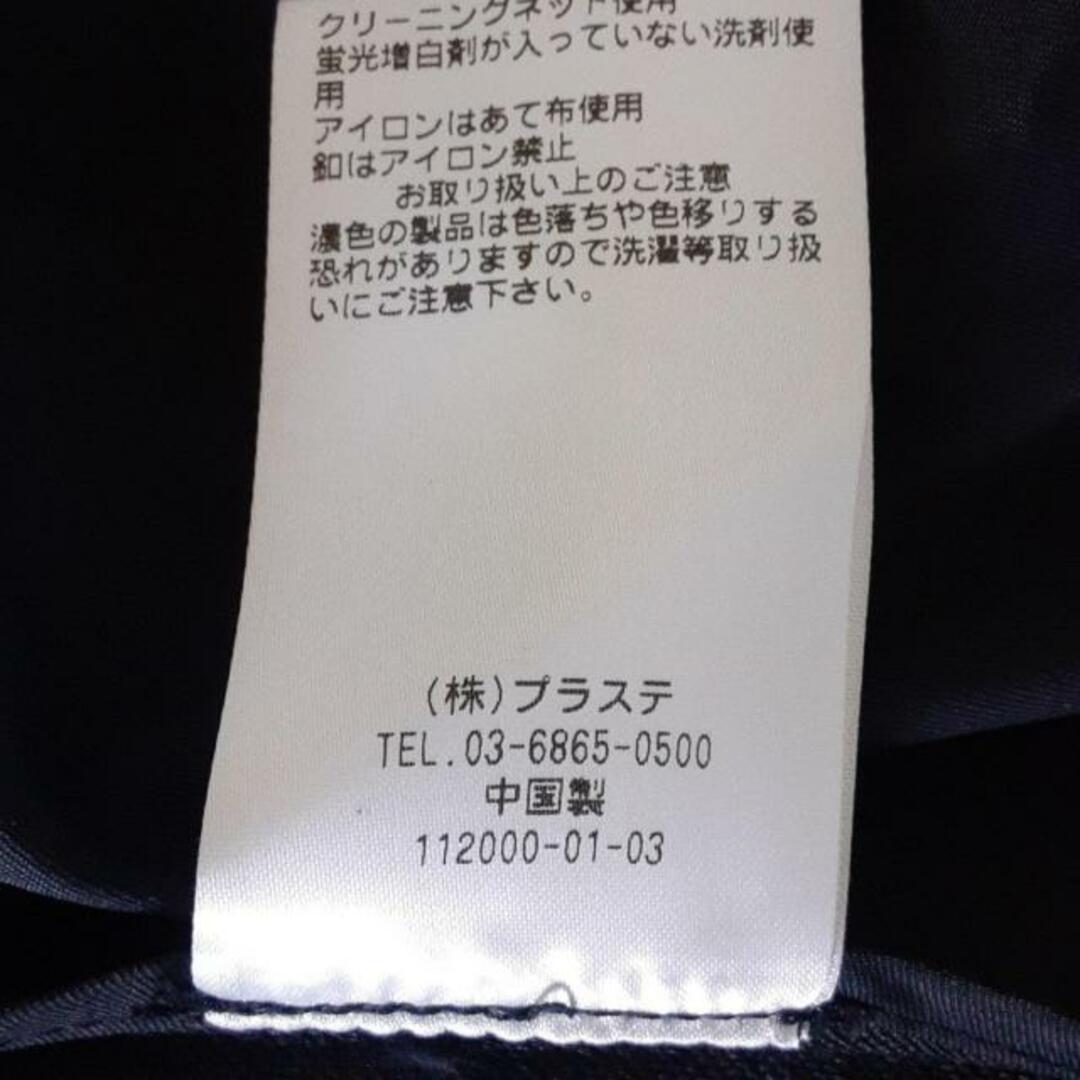 クリーニングネット使用
蛍光増白剤が入っていない洗剤使
用
アイロンはあて布使用
釦はアイロン禁止
お取り扱い上のご注意
濃色の製品は色落ちや色移りする
恐れがありますので洗濯等取り扱
いにご注意下さい。
(株)プラステ
TEL.03-6865-0500
中国製
112000-01-03